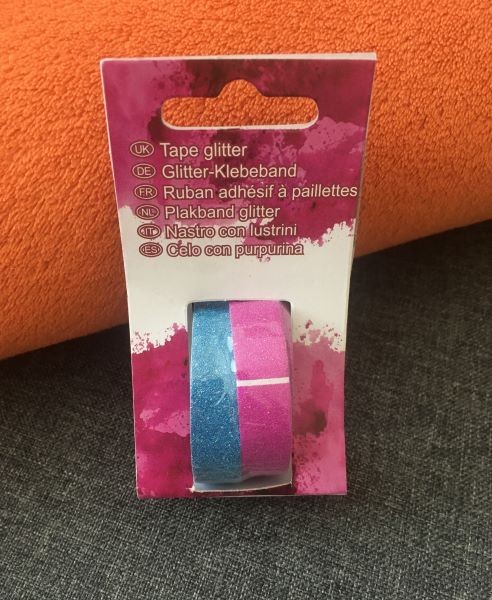 UK Tape glitter
DE Glitter-Klebeband
FR Ruban adhésif à paillettes
NL Plakband glitter
IT Nastro con lustrini
ES Celo con purpurina